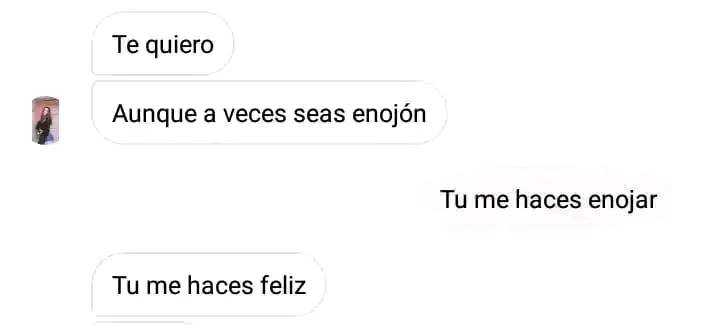 Te quiero
Aunque a veces seas enojón
Tu me haces enojar
Tu me haces feliz